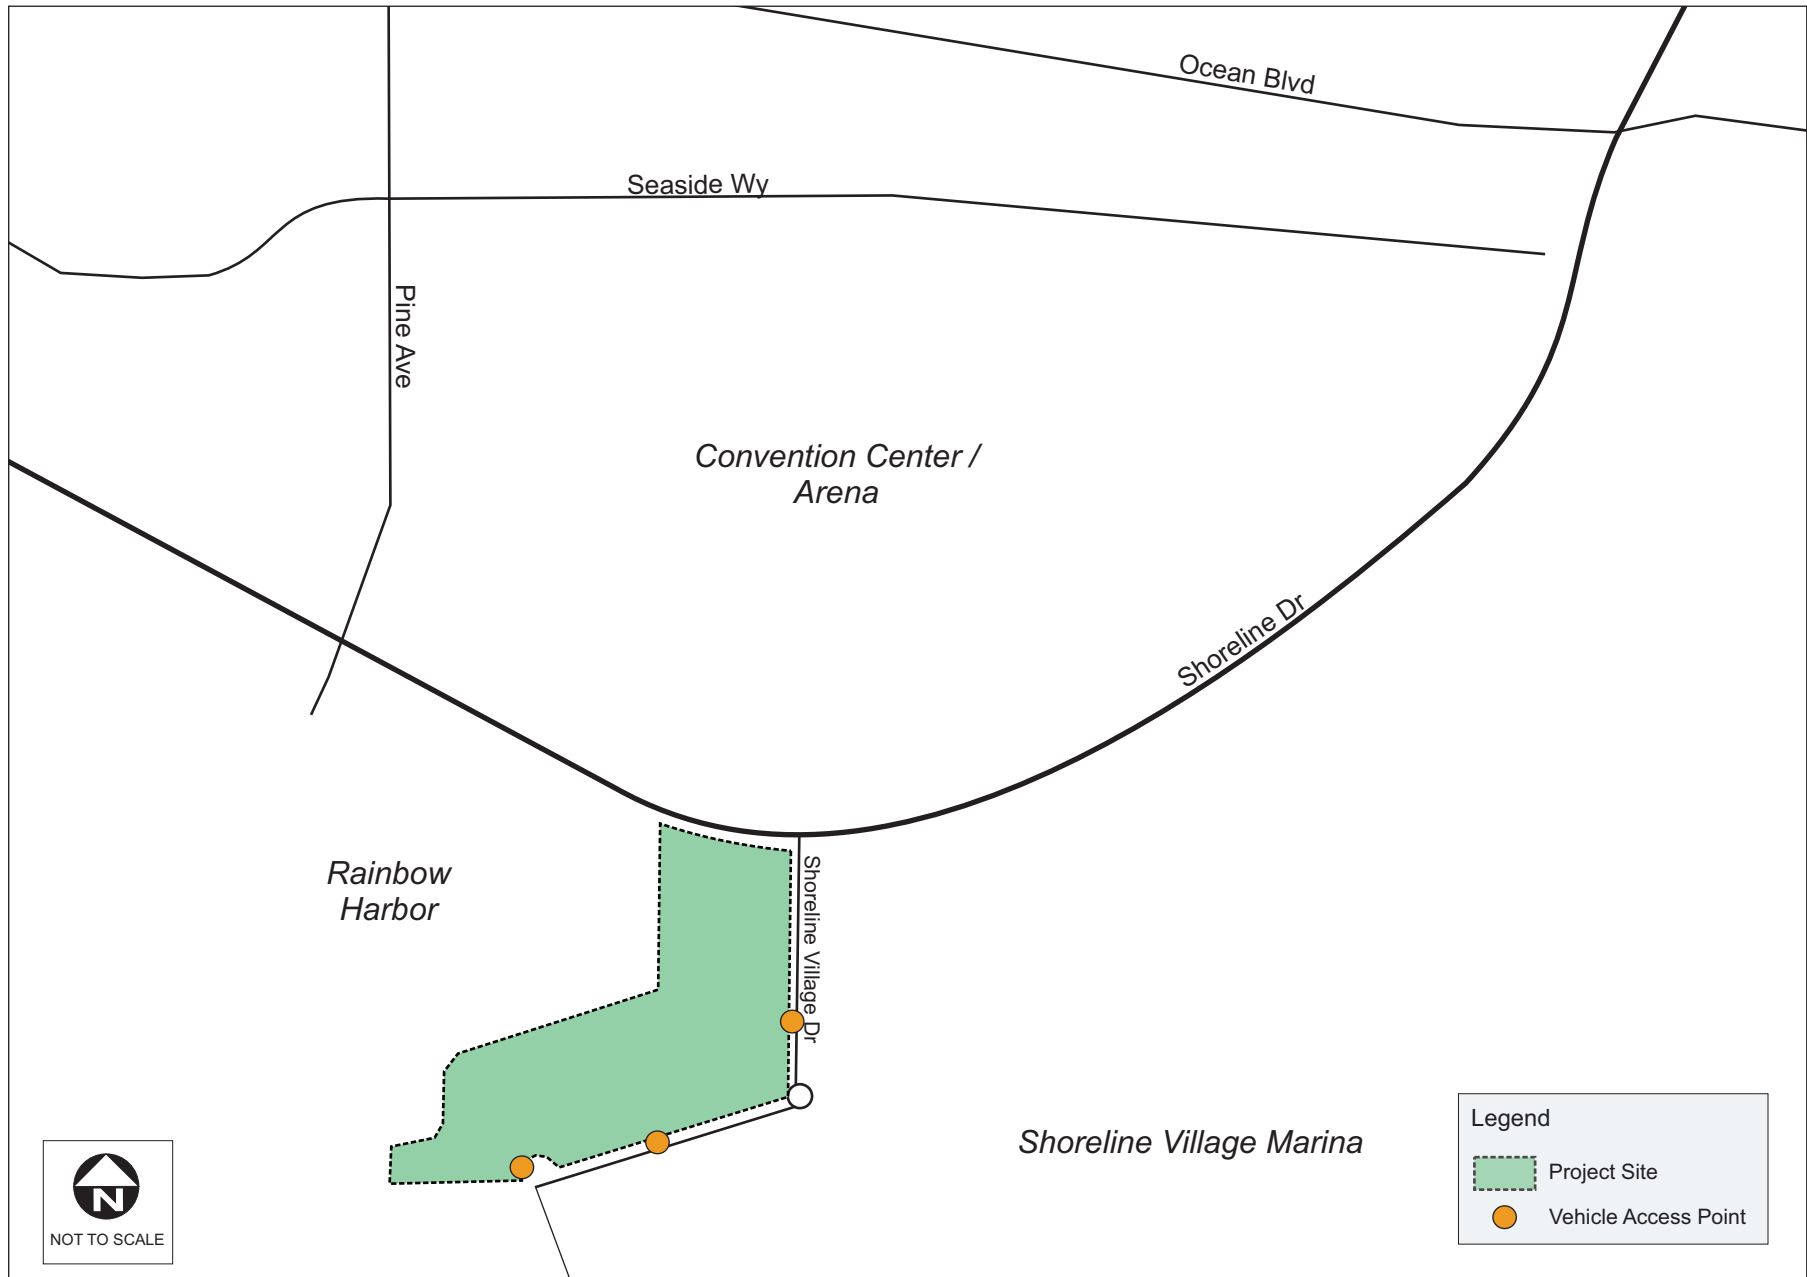 Ocean Blvd
Seaside Wy
Pine Ave
Convention Center /
Arena
Shoreline Dr
Rainbow
Harbor
Shoreline Village Dr
Shoreline Village Marina
N
NOT TO SCALE
Legend
Project Site
Vehicle Access Point